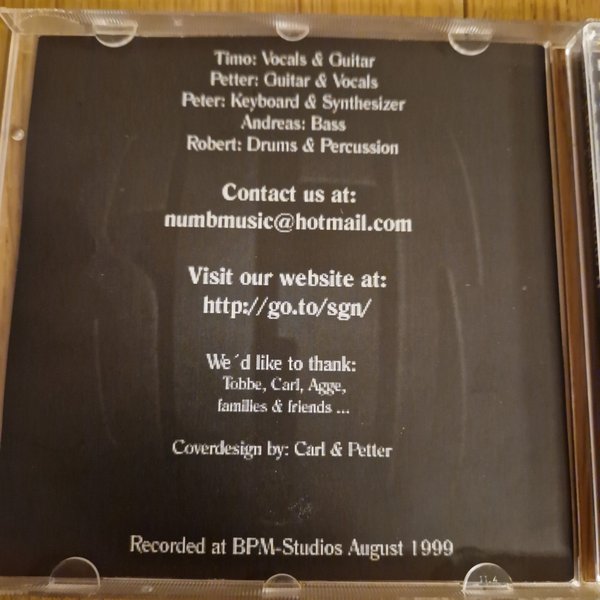 Timo: Vocals & Guitar
Petter: Guitar & Vocals
Peter: Keyboard & Synthesizer
Andreas: Bass
Robert: Drums & Percussion
Contact us at:
numbmusic@hotmail.com
Visit our website at:
http://go.to/sgn/
We´d like to thank:
Tobbe, Carl, Agge,
families & friends ...
Coverdesign by: Carl & Petter
Recorded at BPM-Studios August 1999
11.4